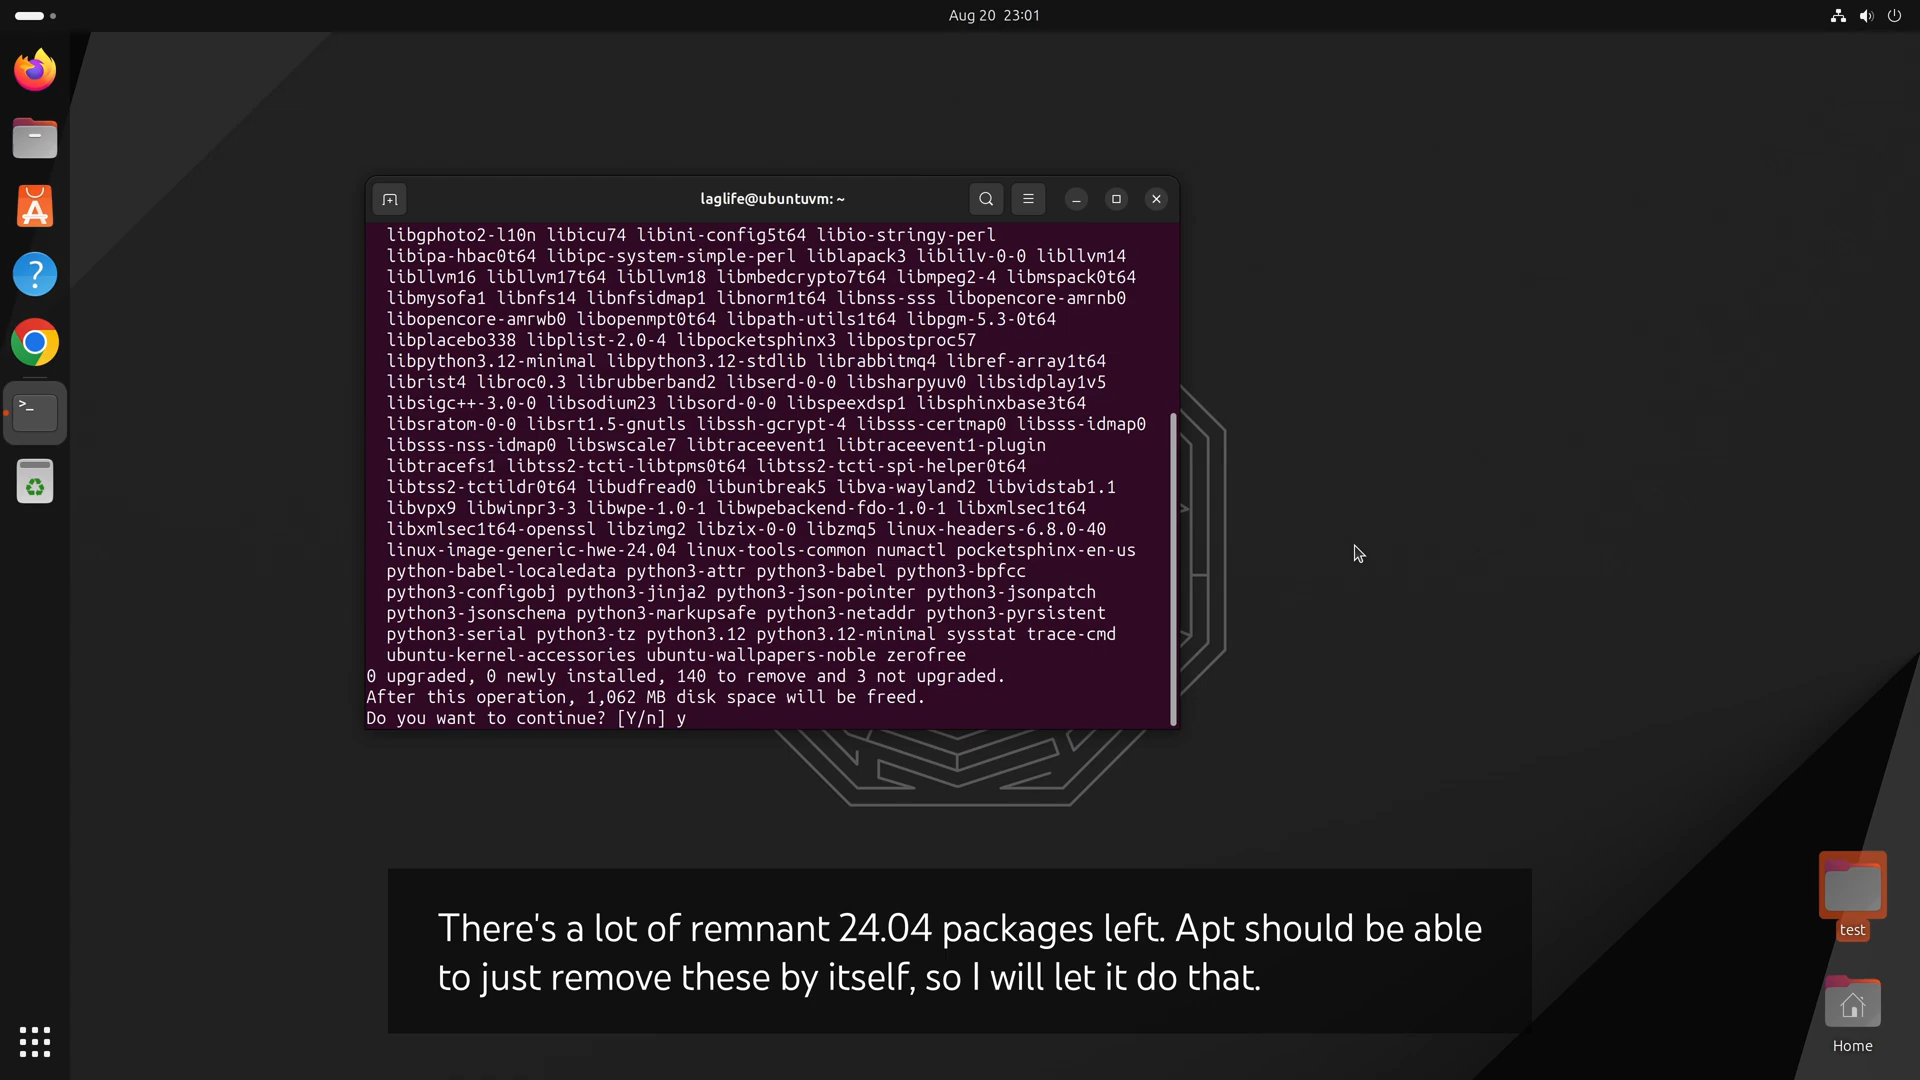 Aug 20 23:01
laglife@ubuntuvm: ~
libgphoto2-l10n libicu74 libini-config5t64 libio-stringy-perl
libipa-hbac0t64 libipc-system-simple-perl liblapack3 liblilv-0-0 libllvm14
libllvm16 libllvm17t64 libllvm18 libmbedcrypto7t64 libmpeg2-4 libmspack0t64
libmysofa1 libnfs14 libnfsidmap1 libnorm1t64 libnss-sss libopencore-amrnb0
libopencore-amrwb0 libopenmpt0t64 libpath-utils1t64 libpgm-5.3-0t64
libplacebo338 libplist-2.0-4 libpocketsphinx3 libpostproc57
libpython3.12-minimal libpython3.12-stdlib librabbitmq4 libref-array1t64
librist4 libroc0.3 librubberband2 libserd-0-0 libsharpyuv0 libsidplay1v5
libsigc++-3.0-0 libsodium23 libsord-0-0 libspeexdsp1 libsphinxbase3t64
libsratom-0-0 libsrt1.5-gnutls libssh-gcrypt-4 libsss-certmap0 libsss-idmap0
libsss-nss-idmap0 libswscale7 libtraceevent1 libtraceevent1-plugin
libtracefs1 libtss2-tcti-libtpms0t64 libtss2-tcti-spi-helper0t64
libtss2-tctildr0t64 libudfread0 libunibreak5 libva-wayland2 libvidstab1.1
libvpx9 libwinpr3-3 libwpe-1.0-1 libwpebackend-fdo-1.0-1 libxmlsec1t64
libxmlsec1t64-openssl libzimg2 libzix-0-0 libzmq5 linux-headers-6.8.0-40
linux-image-generic-hwe-24.04 linux-tools-common numactl pocketsphinx-en-us
python-babel-localedata python3-attr python3-babel python3-bpfcc
python3-configobj python3-jinja2 python3-json-pointer python3-jsonpatch
python3-jsonschema python3-markupsafe python3-netaddr python3-pyrsistent
python3-serial python3-tz python3.12 python3.12-minimal sysstat trace-cmd
ubuntu-kernel-accessories ubuntu-wallpapers-noble zerofree
0 upgraded, 0 newly installed, 140 to remove and 3 not upgraded.
After this operation, 1,062 MB disk space will be freed.
Do you want to continue? [Y/n] y
There's a lot of remnant 24.04 packages left. Apt should be able
to just remove these by itself, so I will let it do that.
test
Home